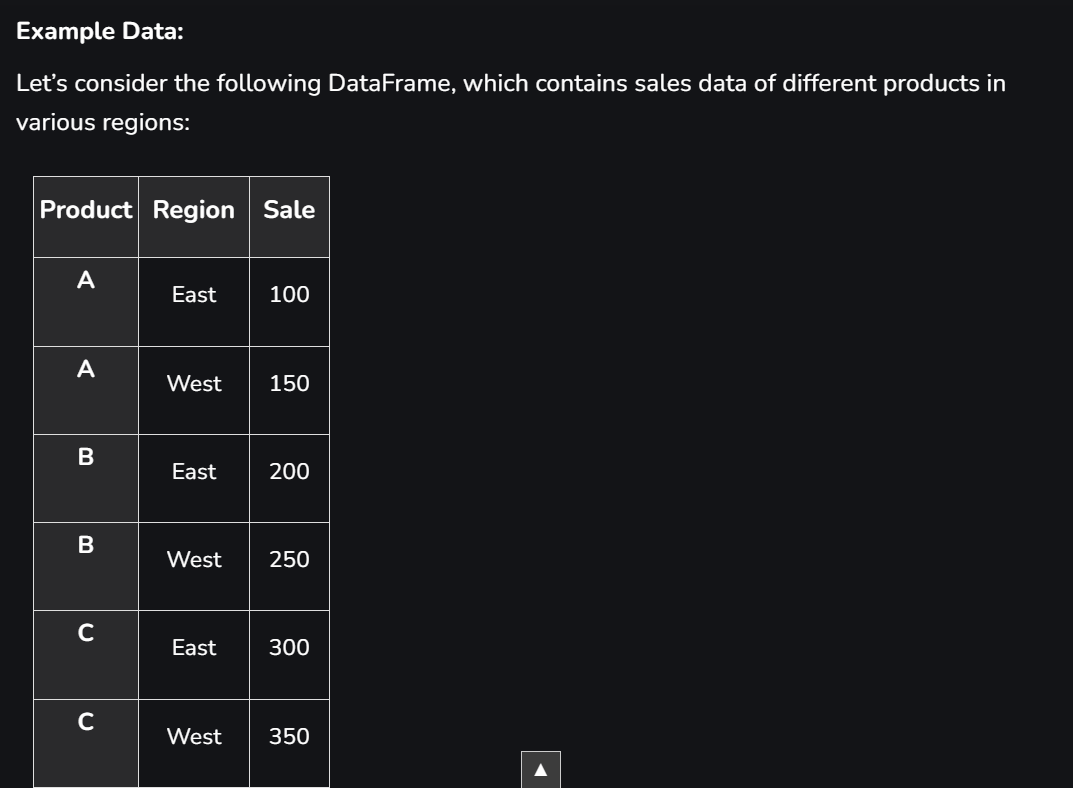 Example Data:
Let’s consider the following DataFrame, which contains sales data of different products in
various regions:
Product Region Sale
A East 100
A West 150
B East 200
B West 250
C East 300
C West 350
▲